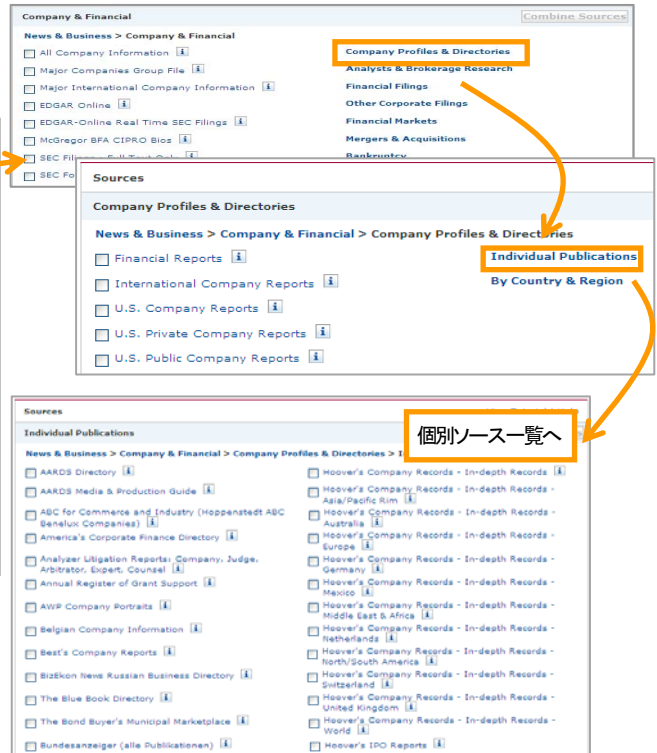 Company & Financial
Combine Sources
News & Business > Company & Financial
All Company Information
Major Companies Group File
Major International Company Information
EDGAR Online
EDGAR-Online Real Time SEC Filings
McGregor BFA CIPRO Bios
SEC
SEC Fo
Company Profiles & Directories
Analysts & Brokerage Research
Financial Filings
Other Corporate Filings
Financial Markets
Mergers & Acquisitions
Bankruptcy
Sources
Company Profiles & Directories
News & Business > Company & Financial > Company Profiles & Directories
Financial Reports
International Company Reports
U.S. Company Reports
U.S. Private Company Reports
U.S. Public Company Reports
Individual Publications
By Country & Region
Sources
Individual Publications
個別ソース一覧へ
News & Business > Company & Financial > Company Profiles & Directories >
AARDS Directory
AARDS Media & Production Guide
ABC for Commerce and Industry (Hoppenstedt ABC
Benelux Companies)
America's Corporate Finance Directory
Analyzer Litigation Reports: Company, Judge,
Arbitrator, Expert, Counsel
Annual Register of Grant Support
AWP Company Portraits
Belgian Company Information
Best's Company Reports
BizEkon News Russian Business Directory
The Blue Book Directory
The Bond Buyer's Municipal Marketplace
Bundesanzeiger (alle Publikationen)
Hoover's Company Records - In-depth Records
Hoover's Company Records - In-depth Records -
Asia/Pacific Rim
Hoover's Company Records - In-depth Records -
Australia
Hoover's Company Records - In-depth Records -
Europe
Hoover's Company Records - In-depth Records -
Germany
Hoover's Company Records - In-depth Records -
Mexico
Hoover's Company Records - In-depth Records -
Middle East & Africa
Hoover's Company Records - In-depth Records -
Netherlands
Hoover's Company Records - In-depth Records -
North/South America
Hoover's Company Records - In-depth Records -
Switzerland
Hoover's Company Records - In-depth Records -
United Kingdom
Hoover's Company Records - In-depth Records -
World
Hoover's IPO Reports